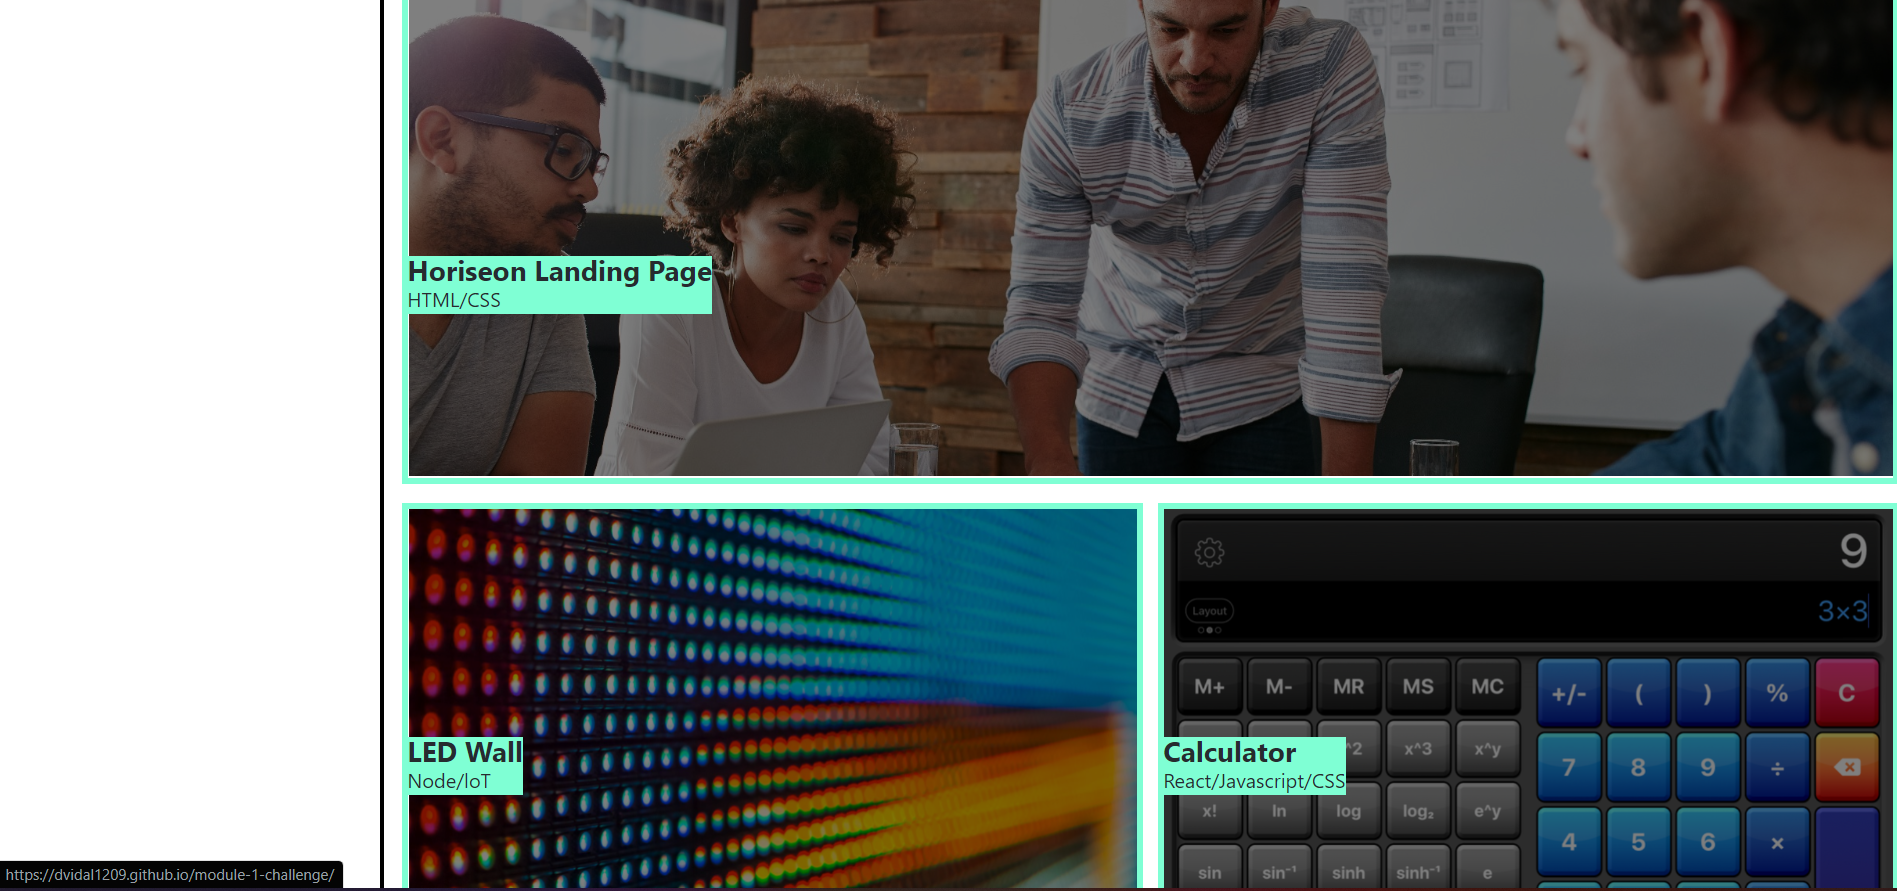 Horiseon Landing Page
HTML/CSS
LED Wall
Node/IoT
9
3×3
Layout
M+ M- MR MS MC +/- ( ) % C
^2 x^3 x^y
Calculator
React/Javascript/CSS
7 8 9 ÷
x! ln log log₂ e^y
4 5 6 ×
sin sin⁻¹ sinh sinh⁻¹ e
https://dvidal1209.github.io/module-1-challenge/